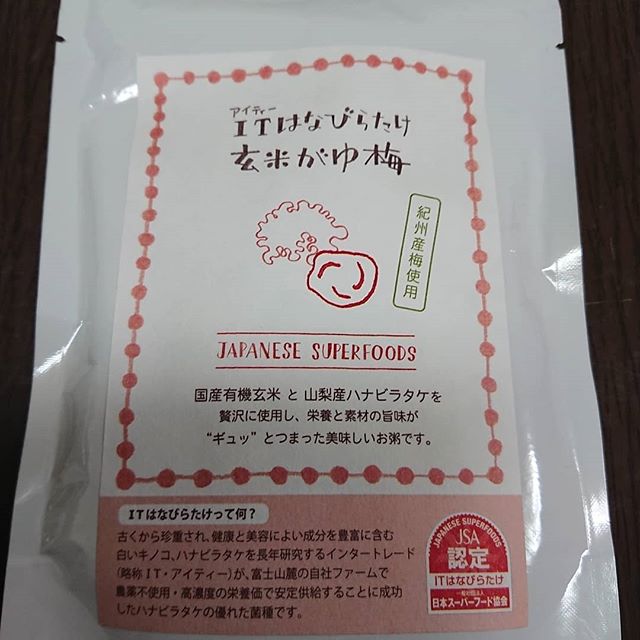 アイティー
ITはなびらたけ
玄米がゆ梅
紀州産梅使用
JAPANESE SUPERFOODS
国産有機玄米 と 山梨産ハナビラタケを
贅沢に使用し、栄養と素材の旨味が
“ギュッ” とつまった美味しいお粥です。
ITはなびらたけって何？
古くから珍重され、健康と美容によい成分を豊富に含む
白いキノコ、ハナビラタケを長年研究するインタートレード
（略称IT・アイティー）が、富士山麓の自社ファームで
農薬不使用・高濃度の栄養価で安定供給することに成功
したハナビラタケの優れた菌種です。
JAPANESE SUPERFOODS
JSA
認定
ITはなびらたけ
一般社団法人
日本スーパーフード協会